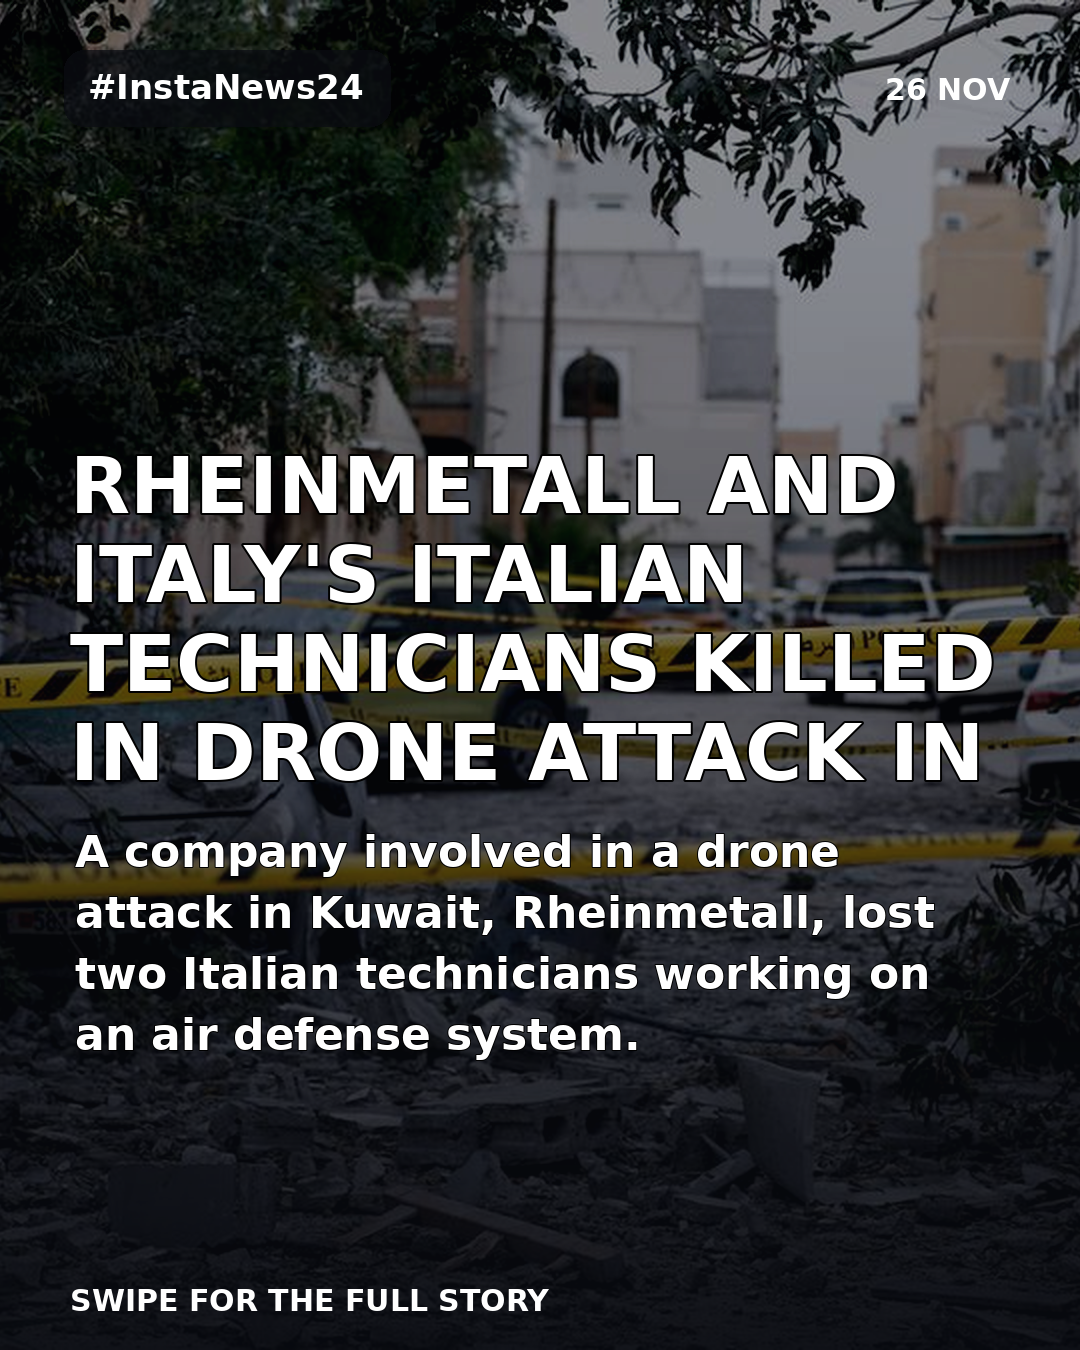 #InstaNews24
26 NOV
RHEINMETALL AND
ITALY'S ITALIAN
TECHNICIANS KILLED
IN DRONE ATTACK IN
A company involved in a drone
attack in Kuwait, Rheinmetall, lost
two Italian technicians working on
an air defense system.
SWIPE FOR THE FULL STORY